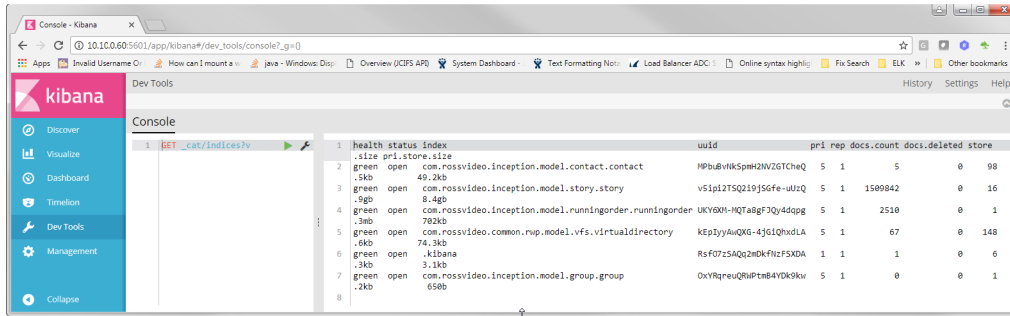 Console - Kibana
10.10.0.60:5601/app/kibana#/dev_tools/console?_g=()
Apps Invalid Username Or How can I mount a w java - Windows: Disp Overview (JCIFS API) System Dashboard - Text Formatting Nota Load Balancer ADC: S Online syntax highlig Fix Search ELK » Other bookmarks
kibana
Dev Tools
History Settings Help
Console
Discover
Visualize
Dashboard
Timelion
Dev Tools
Management
Collapse
1 GET _cat/indices?v
1 health status index uuid pri rep docs.count docs.deleted store
.size pri.store.size
2 green open com.rossvideo.inception.model.contact.contact MPbuBvNkSpmH2NVZGTCheQ 5 1 5 0 98
.5kb 49.2kb
3 green open com.rossvideo.inception.model.story.story v5ipi2TSQ2i9jSGfe-uUzQ 5 1 1509842 0 16
.9gb 8.4gb
4 green open com.rossvideo.inception.model.runningorder.runningorder UKY6XM-MQTa8gFJQy4dqpg 5 1 2510 0 1
.3mb 702kb
5 green open com.rossvideo.common.rwp.model.vfs.virtualdirectory kEpIyyAwQXG-4jGiQhxdLA 5 1 67 0 148
.6kb 74.3kb
6 green open .kibana RsfO7zSAQq2mDkfNzFSXDA 1 1 1 0 6
.3kb 3.1kb
7 green open com.rossvideo.inception.model.group.group OxYRqreuQRWPtmB4YDk9kw 5 1 0 0 1
.2kb 650b
8